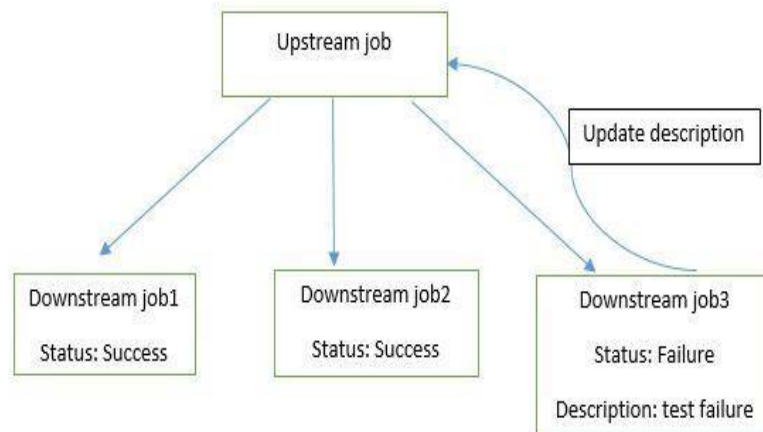 Upstream job
Update description
Downstream job1
Status: Success
Downstream job2
Status: Success
Downstream job3
Status: Failure
Description: test failure